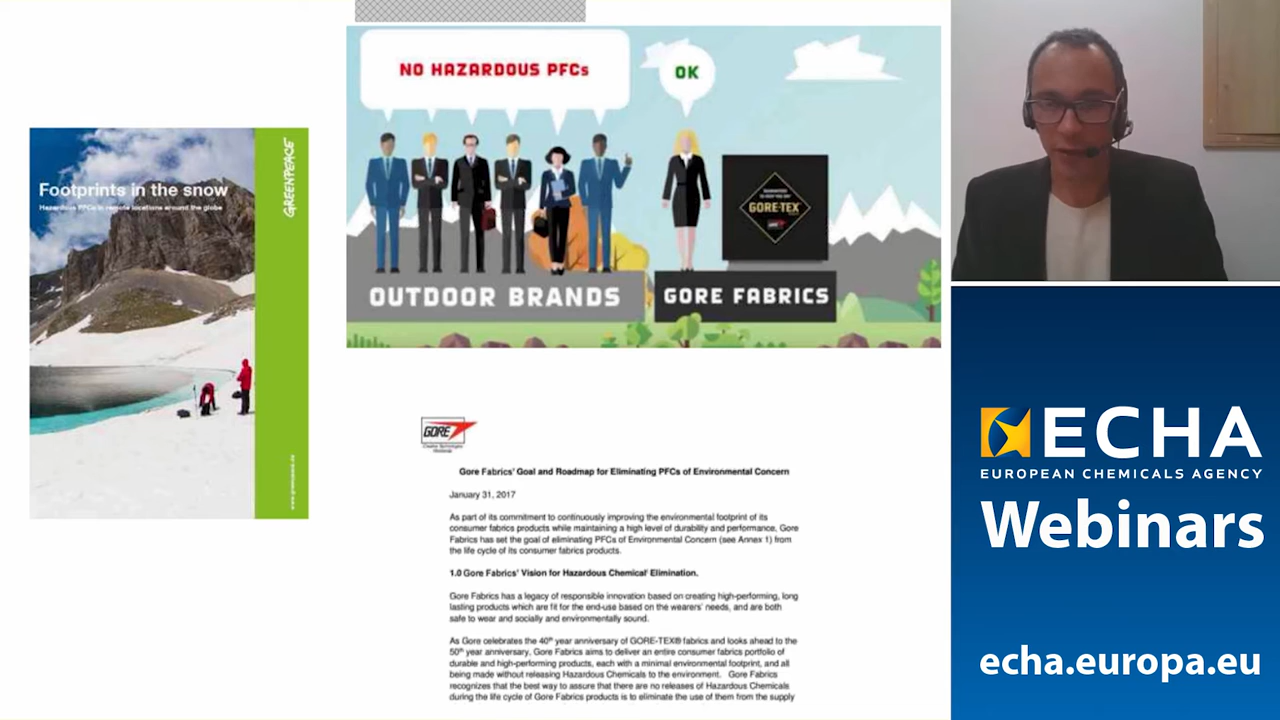 Footprints in the snow
Hazardous PFCs in remote locations around the globe
GREENPEACE
NO HAZARDOUS PFCs
OK
GORE-TEX
OUTDOOR BRANDS
GORE FABRICS
GORE
Creative Technologies
Worldwide
Gore Fabrics' Goal and Roadmap for Eliminating PFCs of Environmental Concern
January 31, 2017
As part of its commitment to continuously improving the environmental footprint of its
consumer fabrics products while maintaining a high level of durability and performance, Gore
Fabrics has set the goal of eliminating PFCs of Environmental Concern (see Annex 1) from
the life cycle of its consumer fabrics products.
1.0 Gore Fabrics' Vision for Hazardous Chemical Elimination.
Gore Fabrics has a legacy of responsible innovation based on creating high-performing, long
lasting products which are fit for the end-use based on the wearers' needs, and are both
safe to wear and socially and environmentally sound.
As Gore celebrates the 40th year anniversary of GORE-TEX® fabrics and looks ahead to the
50th year anniversary, Gore Fabrics aims to deliver an entire consumer fabrics portfolio of
durable and high-performing products, each with a minimal environmental footprint, and all
being made without releasing Hazardous Chemicals to the environment. Gore Fabrics
recognizes that the best way to assure that there are no releases of Hazardous Chemicals
during the life cycle of Gore Fabrics products is to eliminate the use of them from the supply
ECHA
EUROPEAN CHEMICALS AGENCY
Webinars
echa.europa.eu